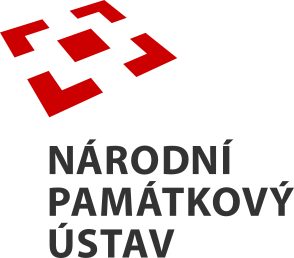 NÁRODNÍ
PAMÁTKOVÝ
ÚSTAV